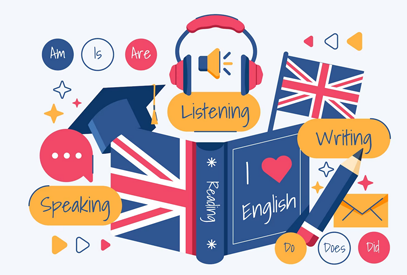 Am
Is
Are
Listening
Writing
Speaking
Reading
I
English
Do
Does
Did